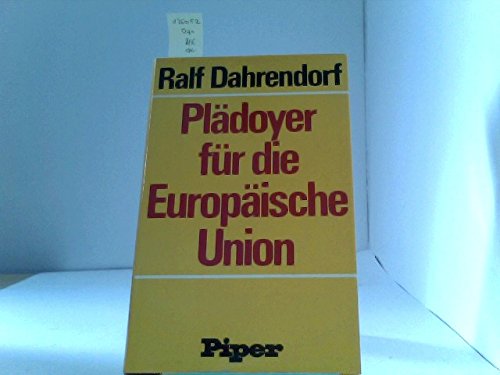 Ralf Dahrendorf
Plädoyer
für die
Europäische
Union
Piper